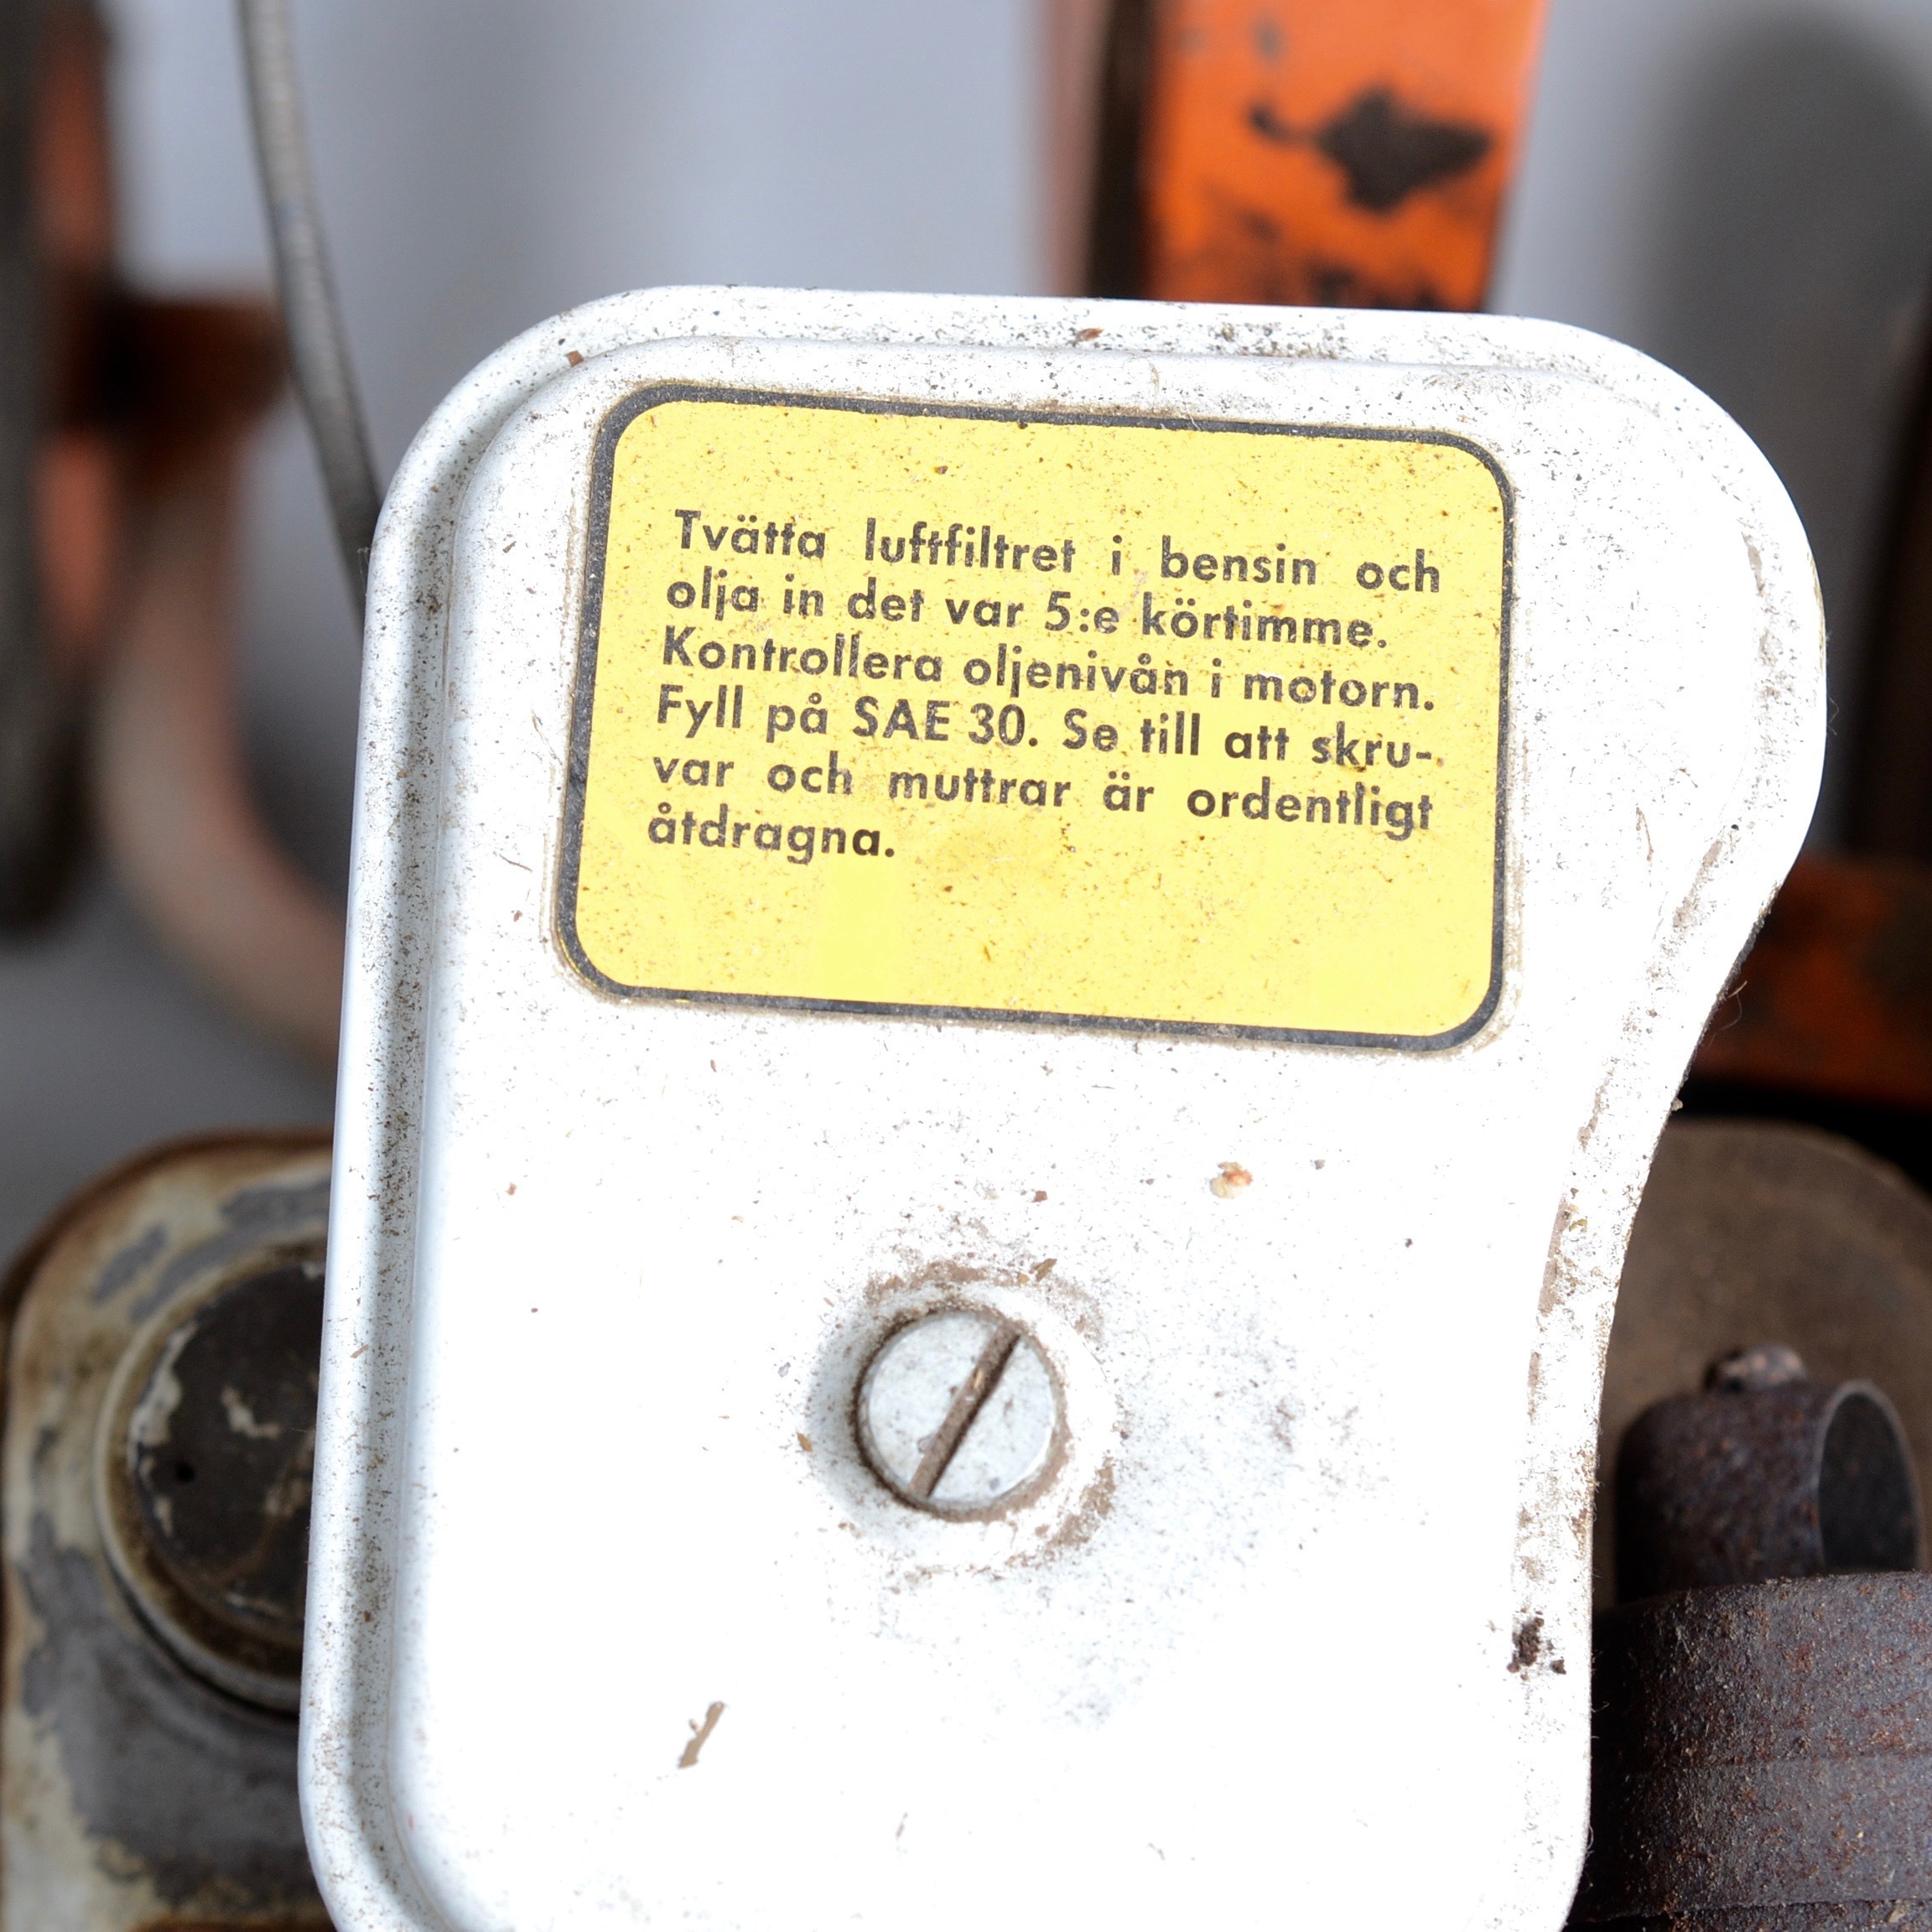 Tvätta luftfiltret i bensin och
olja in det var 5:e körtimme.
Kontrollera oljenivån i motorn.
Fyll på SAE 30. Se till att skru-
var och muttrar är ordentligt
åtdragna.